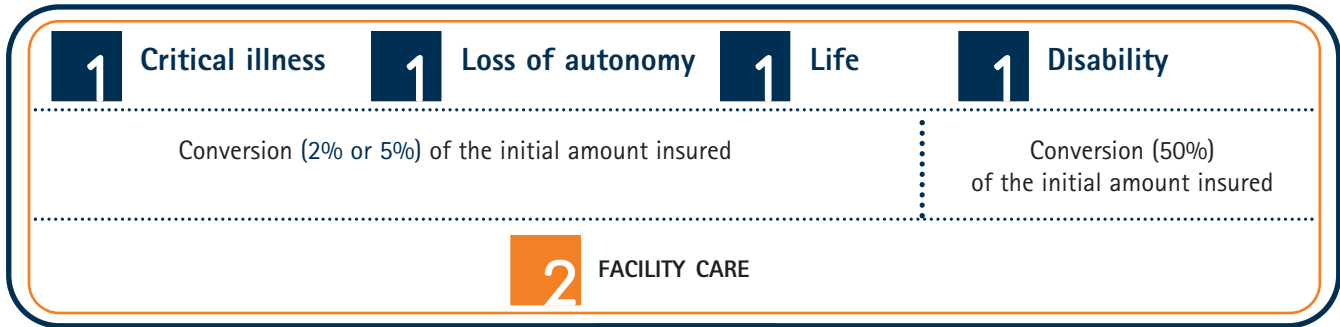 1 Critical illness 1 Loss of autonomy 1 Life 1 Disability
Conversion (2% or 5%) of the initial amount insured
Conversion (50%)
of the initial amount insured
2 FACILITY CARE